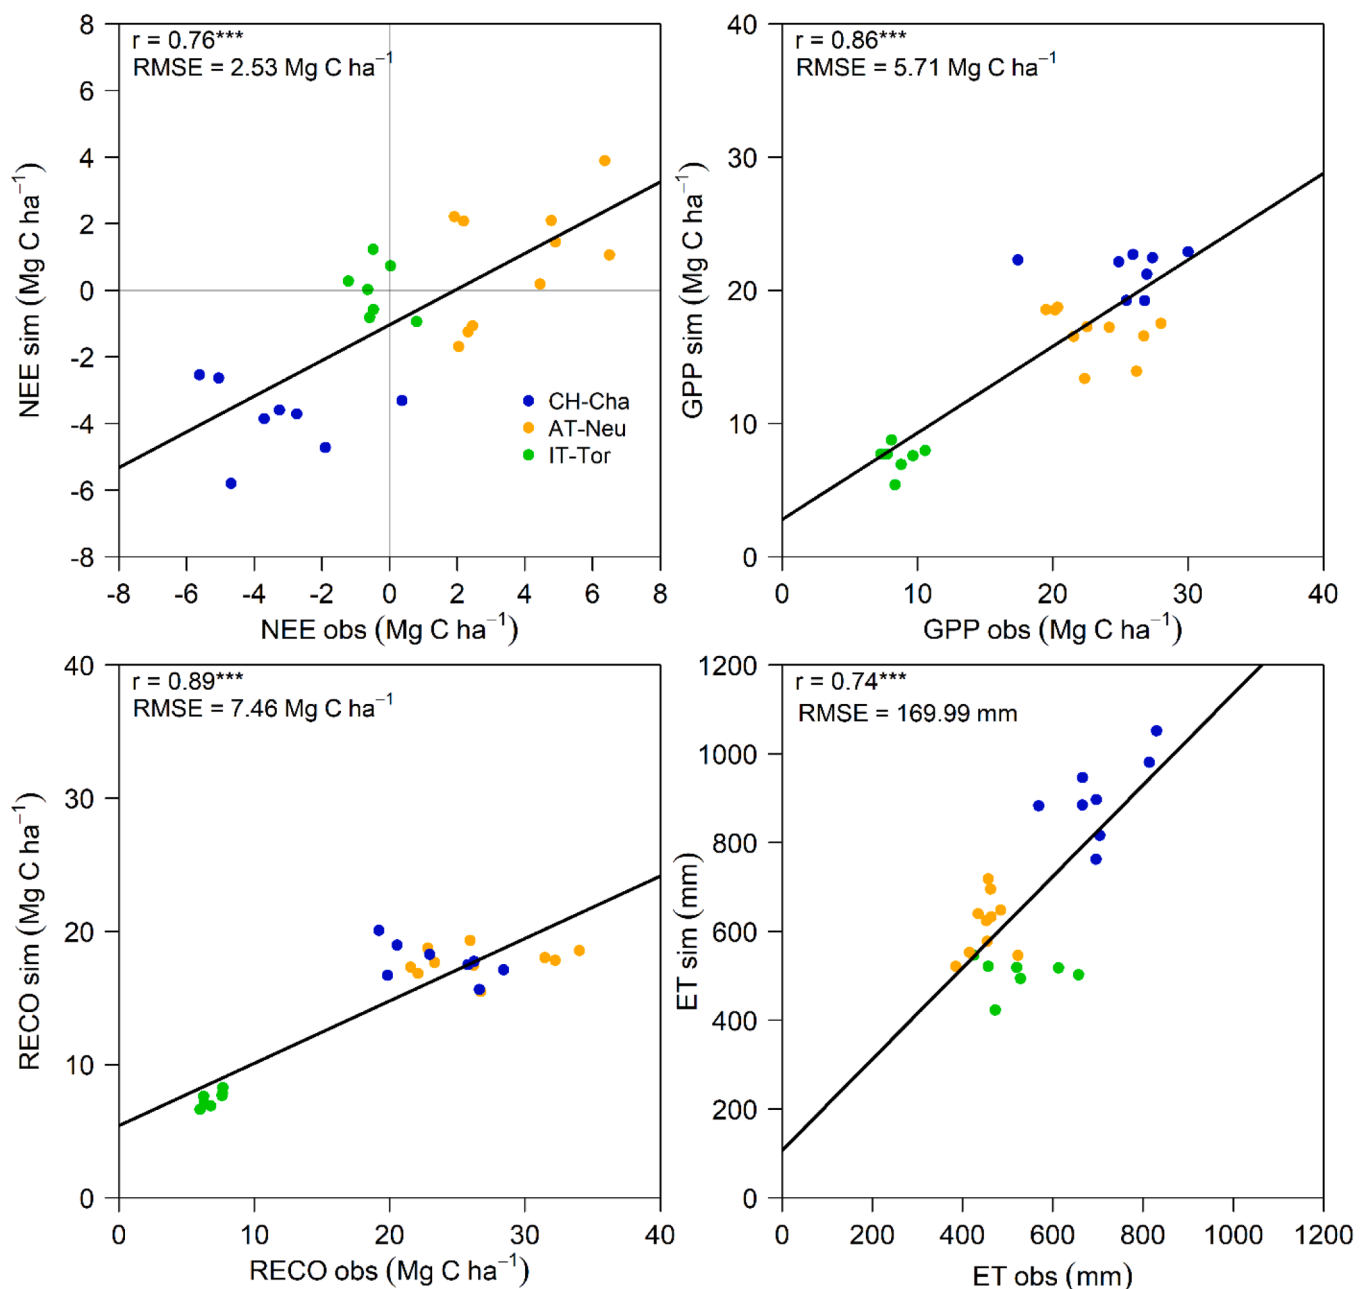 r = 0.76***
RMSE = 2.53 Mg C ha⁻¹
8
6
4
2
0
-2
-4
-6
-8
NEE sim (Mg C ha⁻¹)
CH-Cha
AT-Neu
IT-Tor
-8 -6 -4 -2 0 2 4 6 8
NEE obs (Mg C ha⁻¹)
r = 0.86***
RMSE = 5.71 Mg C ha⁻¹
40
30
20
10
0
GPP sim (Mg C ha⁻¹)
0 10 20 30 40
GPP obs (Mg C ha⁻¹)
r = 0.89***
RMSE = 7.46 Mg C ha⁻¹
40
30
20
10
0
RECO sim (Mg C ha⁻¹)
0 10 20 30 40
RECO obs (Mg C ha⁻¹)
r = 0.74***
RMSE = 169.99 mm
1200
1000
800
600
400
200
0
ET sim (mm)
0 200 400 600 800 1000 1200
ET obs (mm)